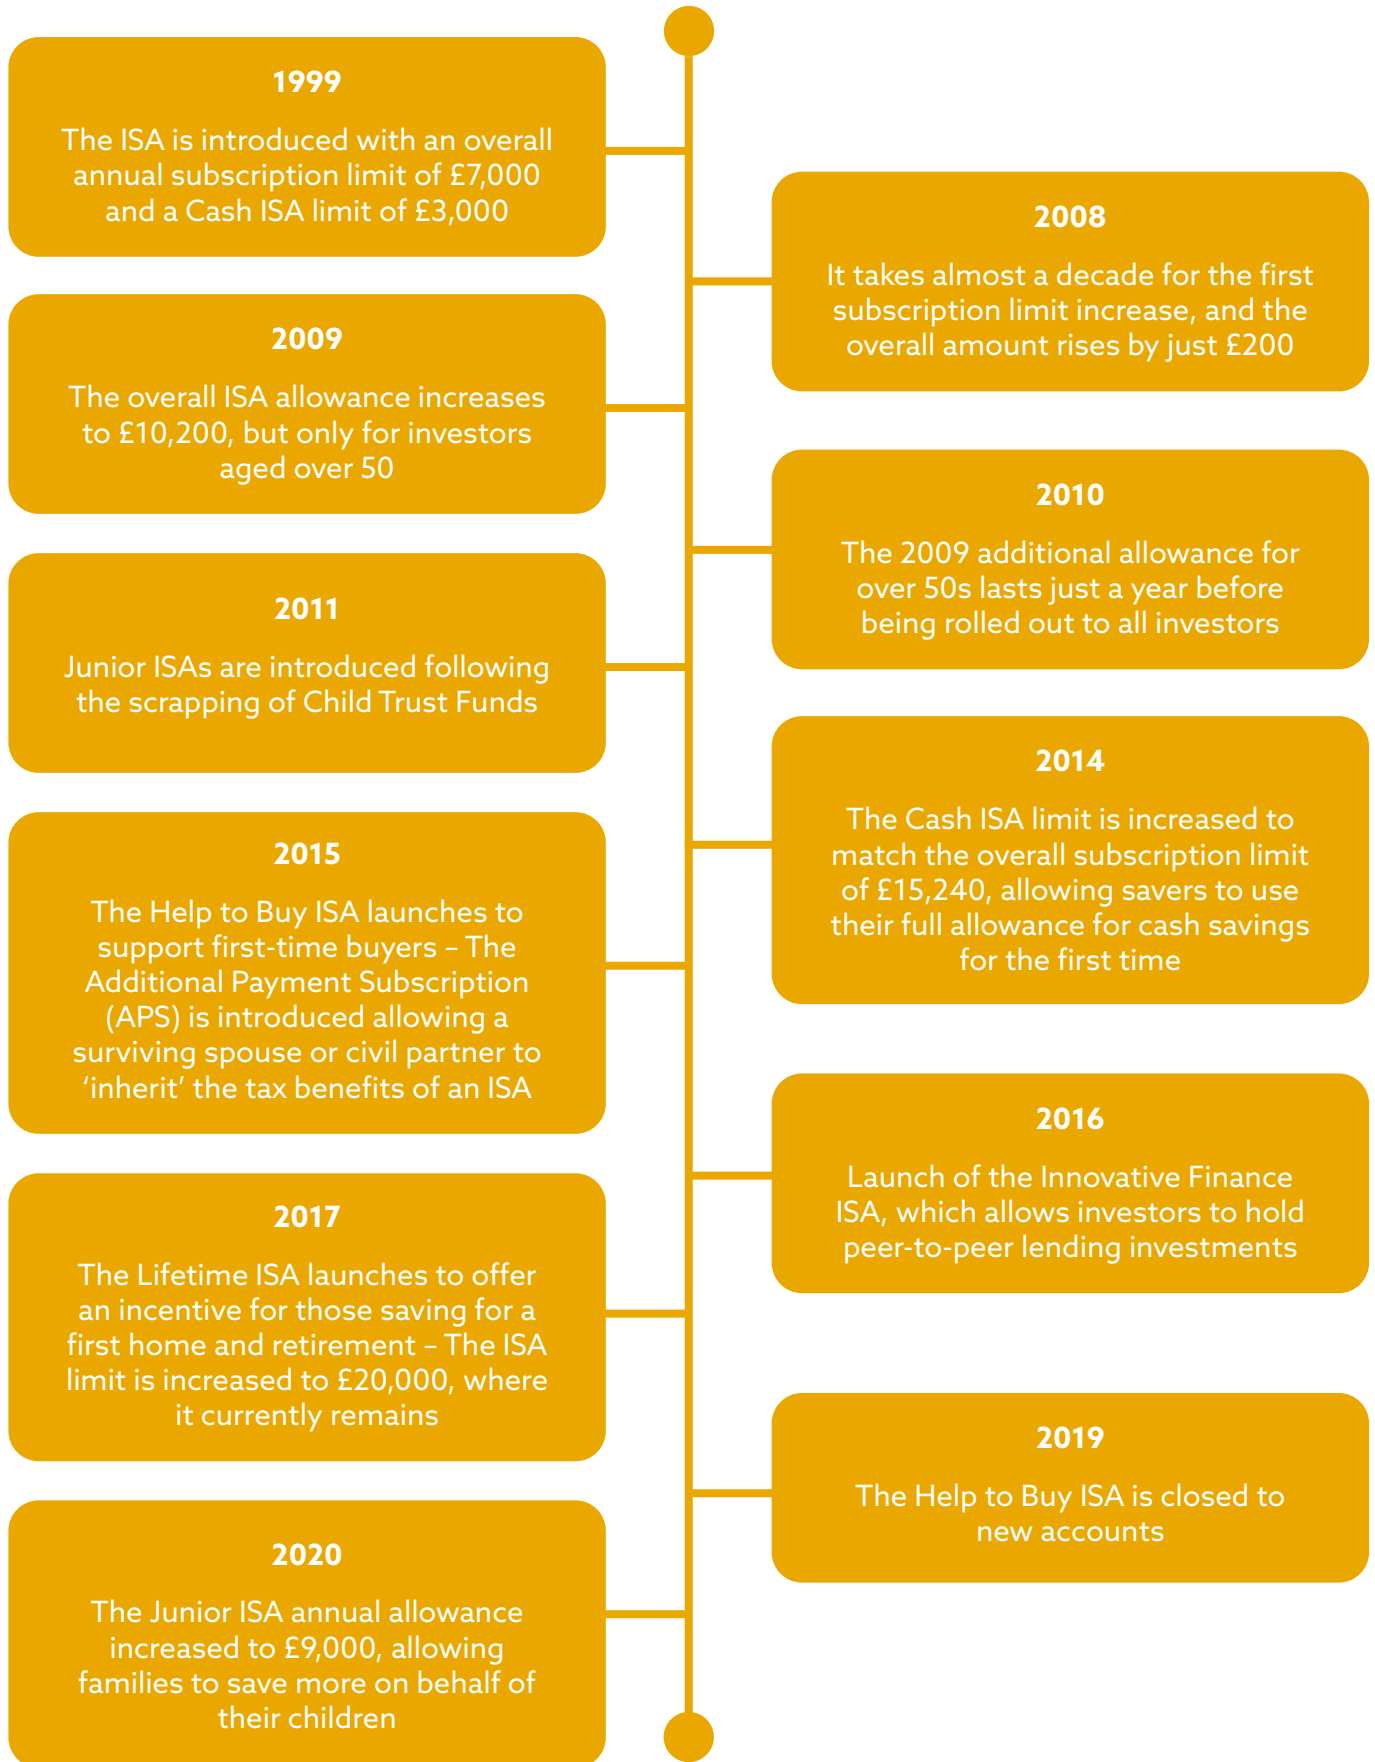 1999
The ISA is introduced with an overall
annual subscription limit of £7,000
and a Cash ISA limit of £3,000
2008
It takes almost a decade for the first
subscription limit increase, and the
overall amount rises by just £200
2009
The overall ISA allowance increases
to £10,200, but only for investors
aged over 50
2010
The 2009 additional allowance for
over 50s lasts just a year before
being rolled out to all investors
2011
Junior ISAs are introduced following
the scrapping of Child Trust Funds
2014
The Cash ISA limit is increased to
match the overall subscription limit
of £15,240, allowing savers to use
their full allowance for cash savings
for the first time
2015
The Help to Buy ISA launches to
support first-time buyers – The
Additional Payment Subscription
(APS) is introduced allowing a
surviving spouse or civil partner to
‘inherit’ the tax benefits of an ISA
2016
Launch of the Innovative Finance
ISA, which allows investors to hold
peer-to-peer lending investments
2017
The Lifetime ISA launches to offer
an incentive for those saving for a
first home and retirement – The ISA
limit is increased to £20,000, where
it currently remains
2019
The Help to Buy ISA is closed to
new accounts
2020
The Junior ISA annual allowance
increased to £9,000, allowing
families to save more on behalf of
their children